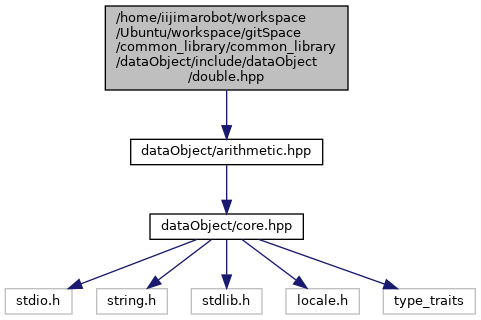 /home/iijimarobot/workspace
/Ubuntu/workspace/gitSpace
/common_library/common_library
/dataObject/include/dataObject
/double.hpp
dataObject/arithmetic.hpp
dataObject/core.hpp
stdio.h
string.h
stdlib.h
locale.h
type_traits